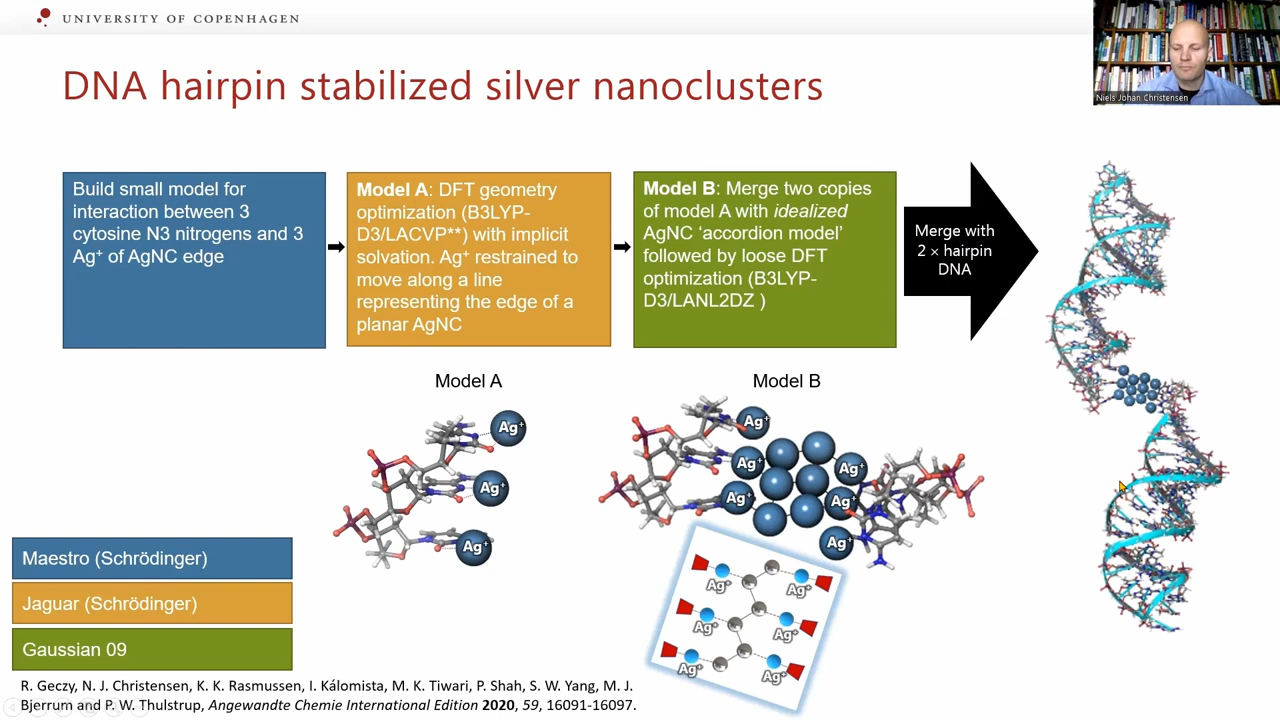 UNIVERSITY OF COPENHAGEN
Niels Johan Christensen
DNA hairpin stabilized silver nanoclusters
Build small model for
interaction between 3
cytosine N3 nitrogens and 3
Ag⁺ of AgNC edge
Model A: DFT geometry
optimization (B3LYP-
D3/LACVP**) with implicit
solvation. Ag⁺ restrained to
move along a line
representing the edge of a
planar AgNC
Model B: Merge two copies
of model A with idealized
AgNC ‘accordion model’
followed by loose DFT
optimization (B3LYP-
D3/LANL2DZ )
Merge with
2 × hairpin
DNA
Model A
Ag⁺
Ag⁺
Ag⁺
Model B
Ag⁺
Ag⁺
Ag⁺
Ag⁺
Ag⁺
Ag⁺
Ag⁺
Ag⁺
Ag⁺
Ag⁺
Ag⁺
Ag⁺
Maestro (Schrödinger)
Jaguar (Schrödinger)
Gaussian 09
R. Geczy, N. J. Christensen, K. K. Rasmussen, I. Kálomista, M. K. Tiwari, P. Shah, S. W. Yang, M. J.
Bjerrum and P. W. Thulstrup, Angewandte Chemie International Edition 2020, 59, 16091-16097.